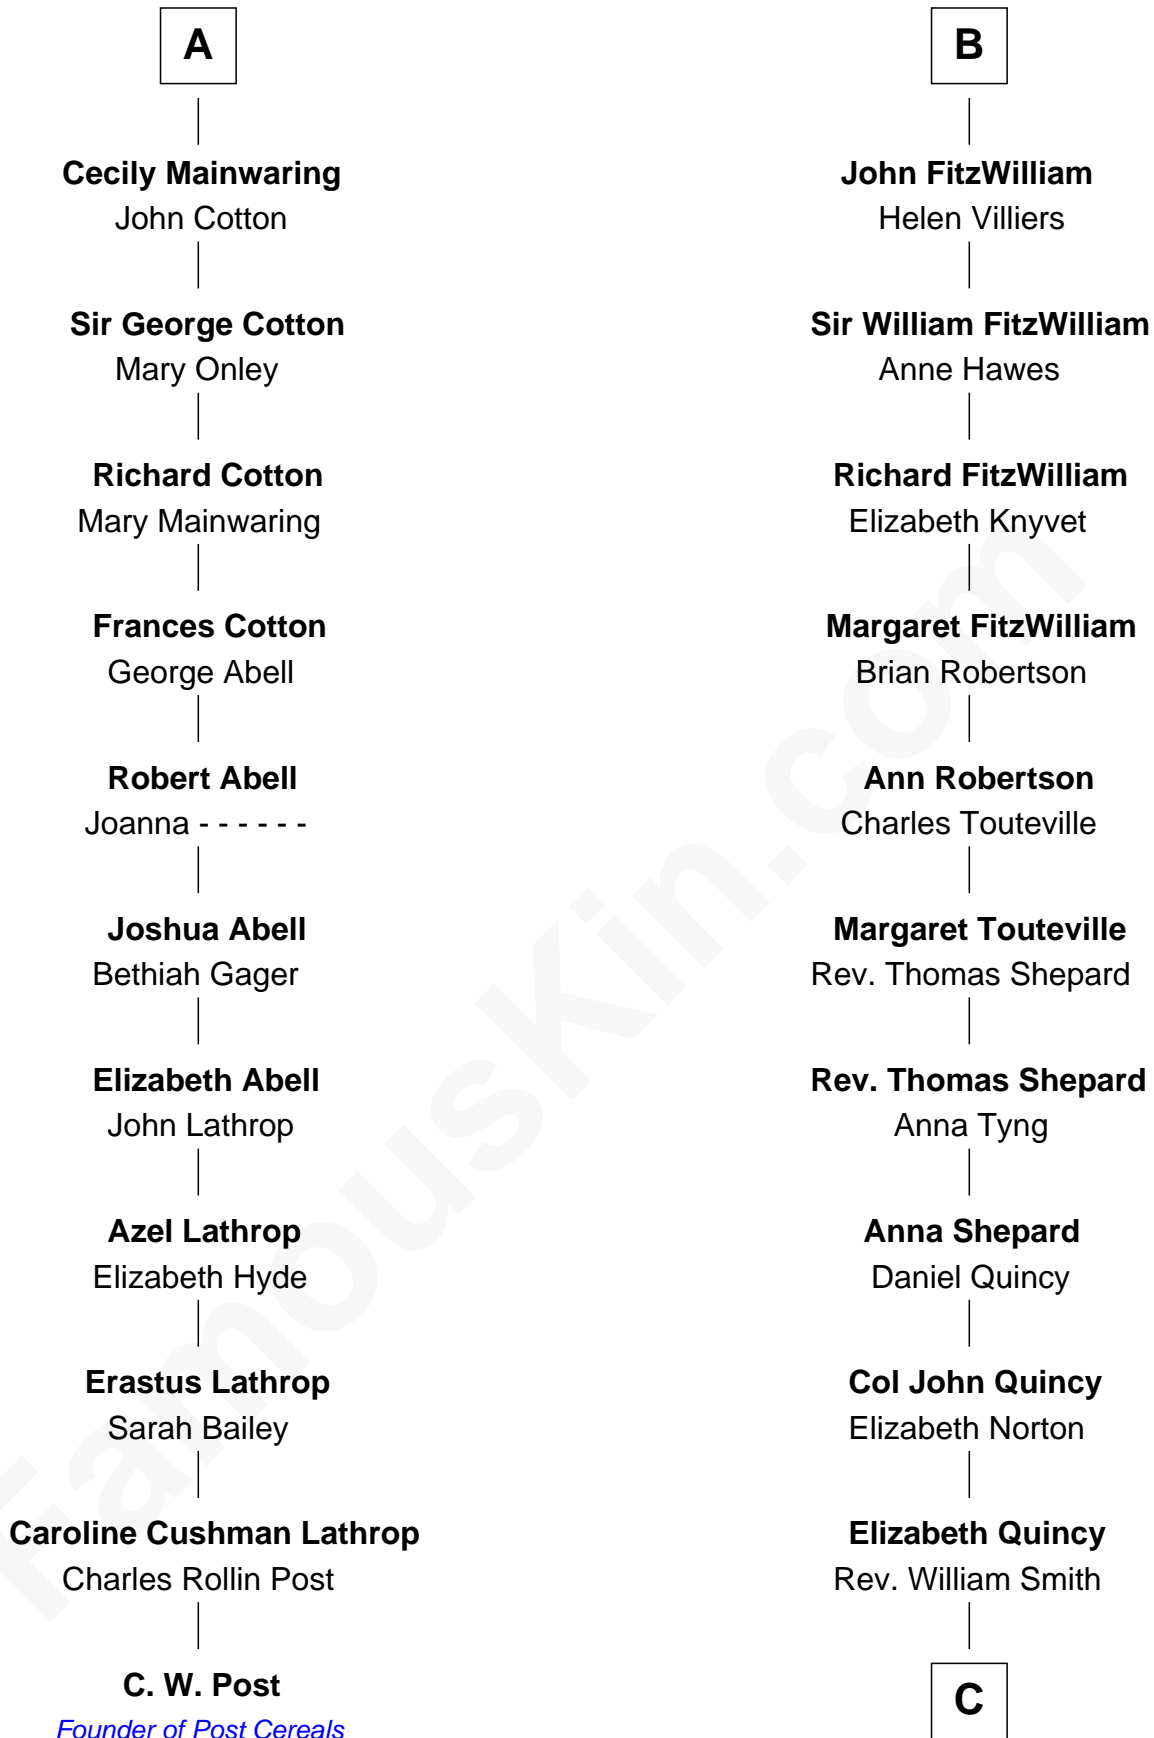 A
Cecily Mainwaring
John Cotton
Sir George Cotton
Mary Onley
Richard Cotton
Mary Mainwaring
Frances Cotton
George Abell
Robert Abell
Joanna - - - - - -
Joshua Abell
Bethiah Gager
Elizabeth Abell
John Lathrop
Azel Lathrop
Elizabeth Hyde
Erastus Lathrop
Sarah Bailey
Caroline Cushman Lathrop
Charles Rollin Post
C. W. Post
Founder of Post Cereals
B
John FitzWilliam
Helen Villiers
Sir William FitzWilliam
Anne Hawes
Richard FitzWilliam
Elizabeth Knyvet
Margaret FitzWilliam
Brian Robertson
Ann Robertson
Charles Touteville
Margaret Touteville
Rev. Thomas Shepard
Rev. Thomas Shepard
Anna Tyng
Anna Shepard
Daniel Quincy
Col John Quincy
Elizabeth Norton
Elizabeth Quincy
Rev. William Smith
C
FamousKin.com